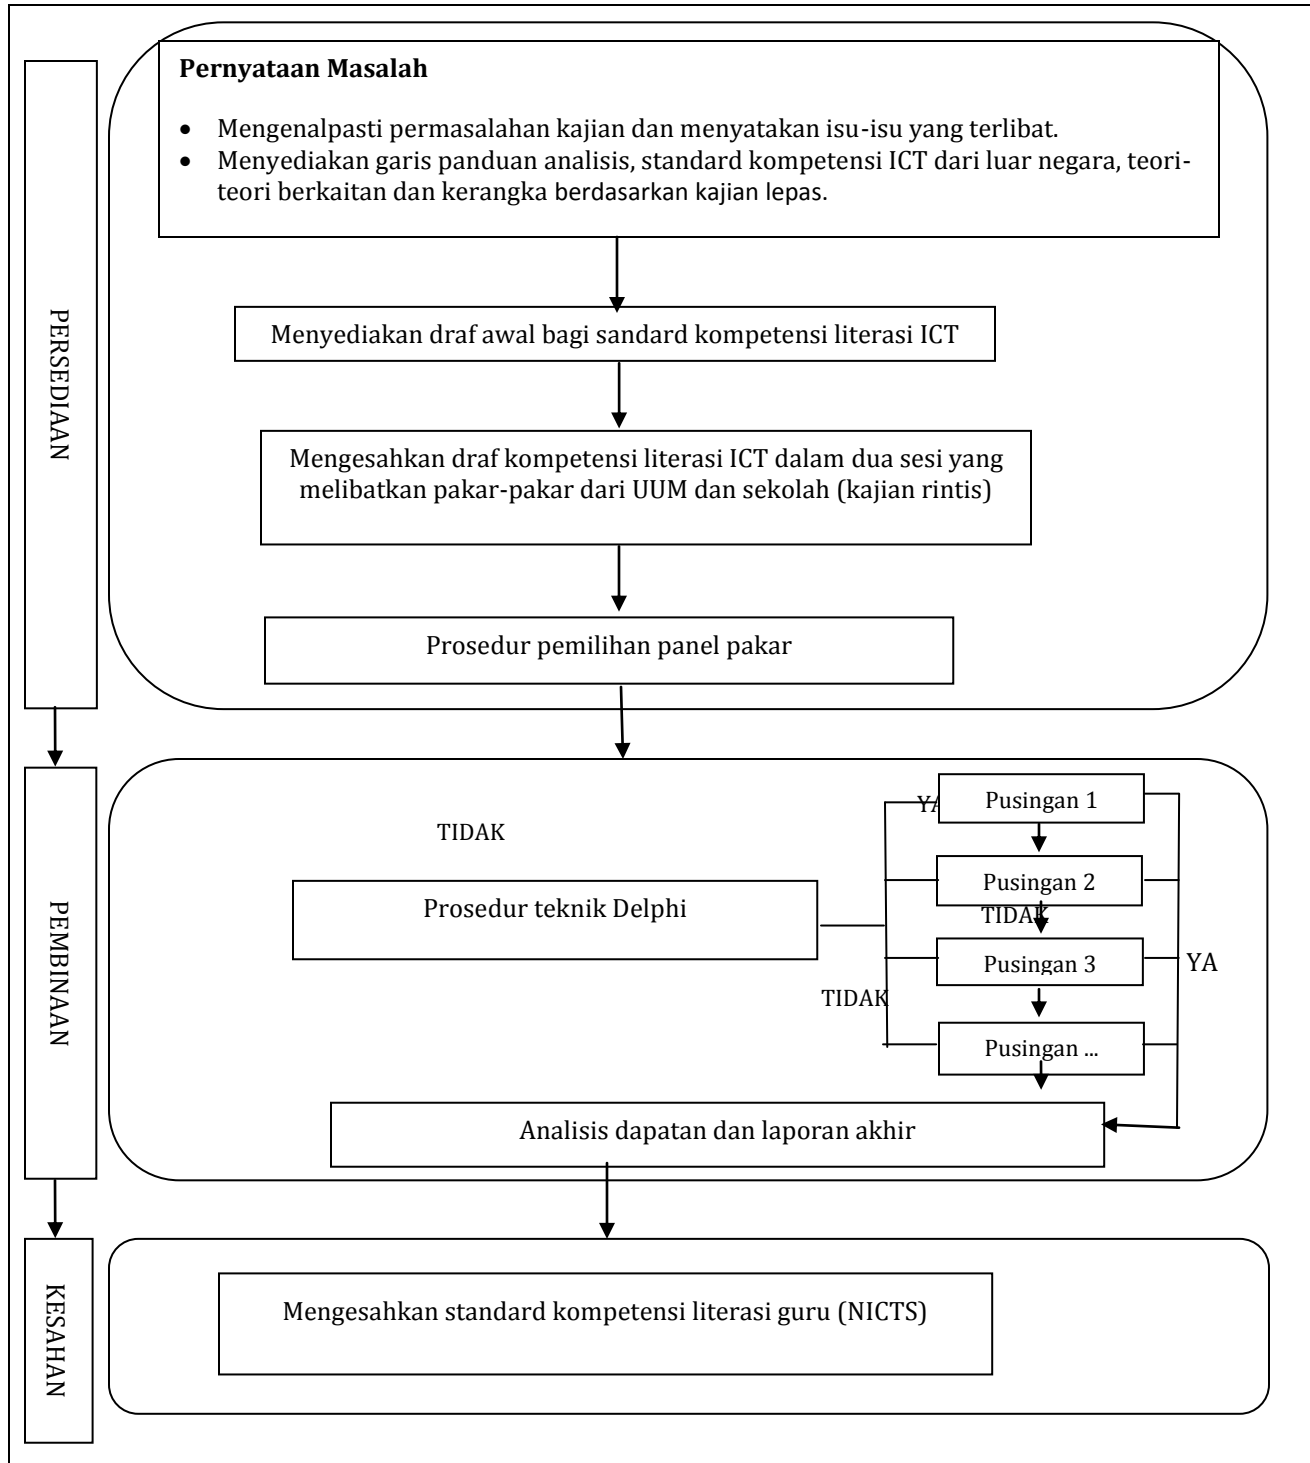 PERSEDIAAN
Pernyataan Masalah
• Mengenalpasti permasalahan kajian dan menyatakan isu-isu yang terlibat.
• Menyediakan garis panduan analisis, standard kompetensi ICT dari luar negara, teori-
teori berkaitan dan kerangka berdasarkan kajian lepas.
Menyediakan draf awal bagi sandard kompetensi literasi ICT
Mengesahkan draf kompetensi literasi ICT dalam dua sesi yang
melibatkan pakar-pakar dari UUM dan sekolah (kajian rintis)
Prosedur pemilihan panel pakar
PEMBINAAN
YA
Pusingan 1
TIDAK
Pusingan 2
Prosedur teknik Delphi
TIDAK
Pusingan 3
YA
TIDAK
Pusingan ...
Analisis dapatan dan laporan akhir
KESAHAN
Mengesahkan standard kompetensi literasi guru (NICTS)